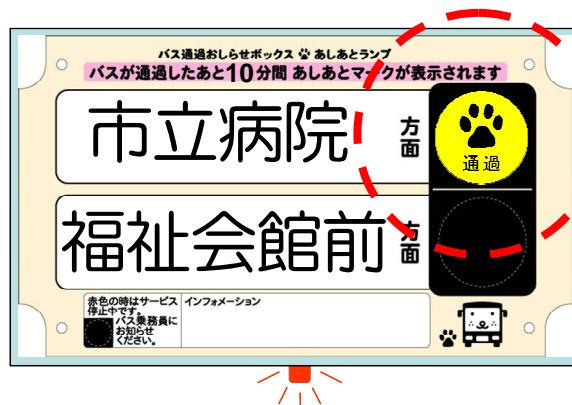 バス通過おしらせボックス あしあとランプ
バスが通過したあと10分間 あしあとマークが表示されます
市立病院 方面
通過
福祉会館前 方面
赤色の時はサービス
停止中です。
バス乗務員に
お知らせ
ください。
インフォメーション